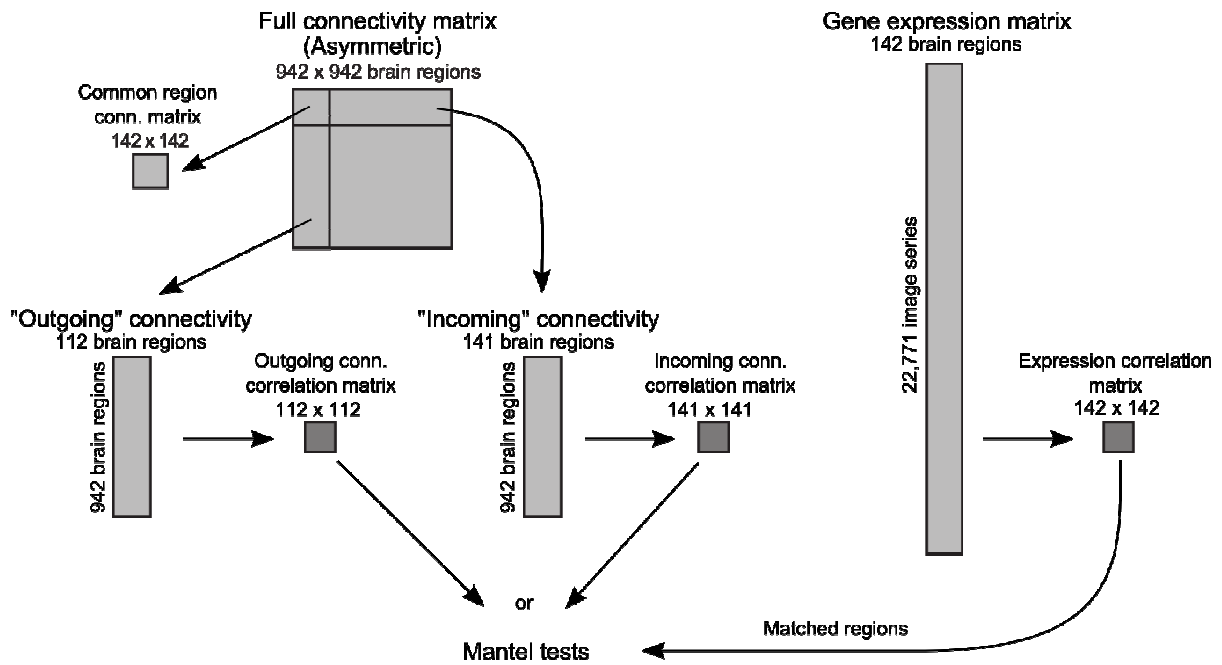 Full connectivity matrix
(Asymmetric)
942 x 942 brain regions
Common region
conn. matrix
142 x 142
Gene expression matrix
142 brain regions
22,771 image series
"Outgoing" connectivity
112 brain regions
942 brain regions
Outgoing conn.
correlation matrix
112 x 112
"Incoming" connectivity
141 brain regions
942 brain regions
Incoming conn.
correlation matrix
141 x 141
Expression correlation
matrix
142 x 142
or
Mantel tests
Matched regions